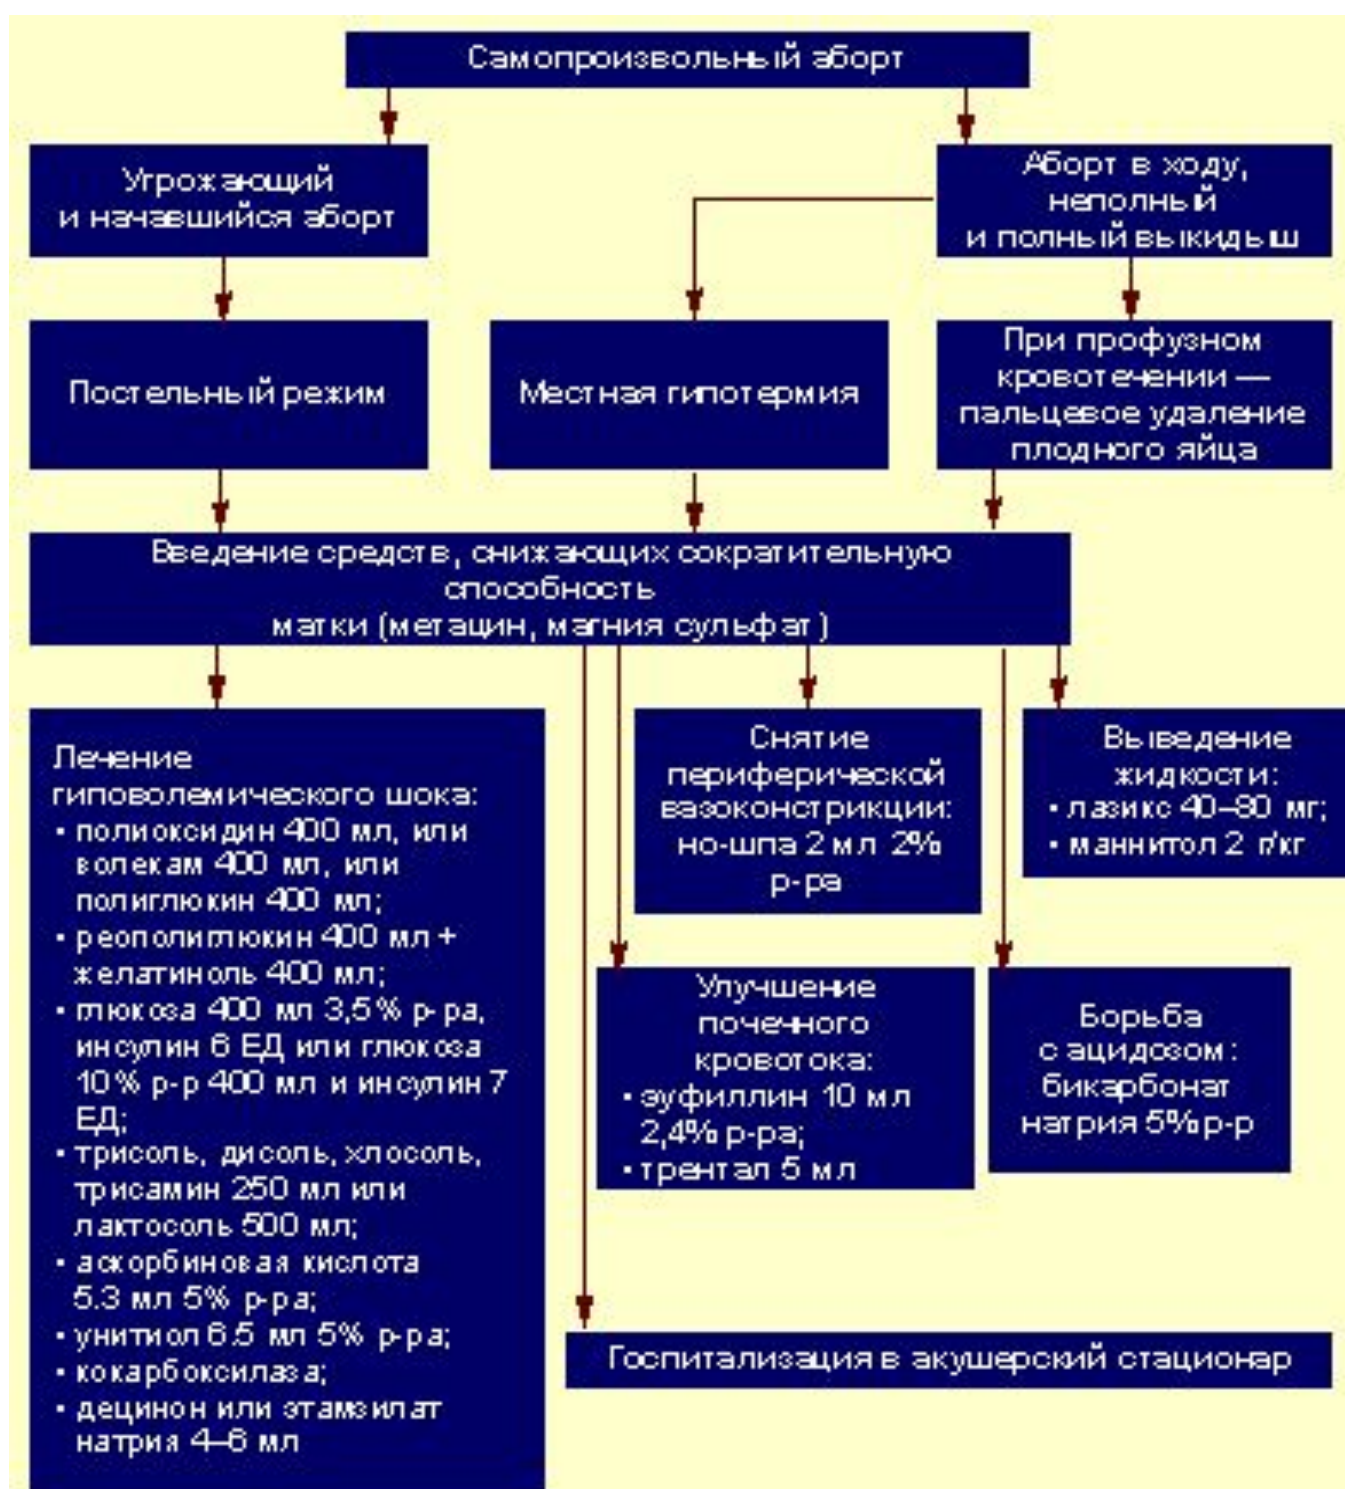 Самопроизвольный аборт
Угрожающий
и начавшийся аборт
Аборт в ходу,
неполный
и полный выкидыш
Постельный режим
Местная гипотермия
При профузном
кровотечении —
пальцевое удаление
плодного яйца
Введение средств, снижающих сократительную
способность
матки (метацин, магния сульфат)
Лечение
гиповолемического шока:
• полиоксидин 400 мл, или
волекам 400 мл, или
полиглюкин 400 мл;
• реополиглюкин 400 мл +
желатиноль 400 мл;
• глюкоза 400 мл 3,5% р-ра,
инсулин 6 ЕД или глюкоза
10% р-р 400 мл и инсулин 7
ЕД;
• трисоль, дисоль, хлосоль,
трисамин 250 мл или
лактосоль 500 мл;
• аскорбиновая кислота
5.3 мл 5% р-ра;
• унитиол 6.5 мл 5% р-ра;
• кокарбоксилаза;
• децинон или этамзилат
натрия 4–6 мл
Снятие
периферической
вазоконстрикции:
но-шпа 2 мл 2%
р-ра
Выведение
жидкости:
• лазикс 40–80 мг;
• маннитол 2 г/кг
Улучшение
почечного
кровотока:
• эуфиллин 10 мл
2,4% р-ра;
• трентал 5 мл
Борьба
с ацидозом:
бикарбонат
натрия 5% р-р
Госпитализация в акушерский стационар